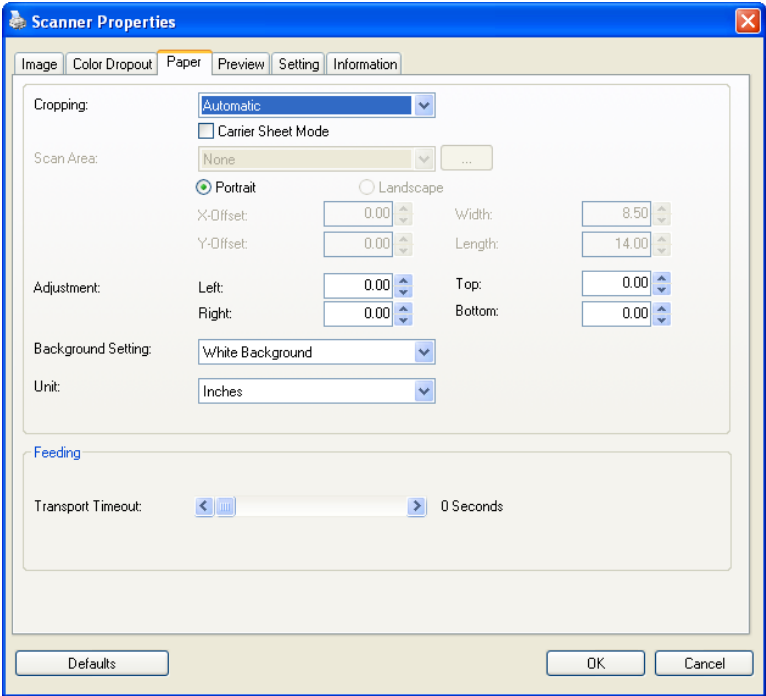 Scanner Properties
Image Color Dropout Paper Preview Setting Information
Cropping: Automatic
Carrier Sheet Mode
Scan Area: None ...
Portrait Landscape
X-Offset: 0.00 Width: 8.50
Y-Offset: 0.00 Length: 14.00
Adjustment: Left: 0.00 Top: 0.00
Right: 0.00 Bottom: 0.00
Background Setting: White Background
Unit: Inches
Feeding
Transport Timeout: 0 Seconds
Defaults OK Cancel